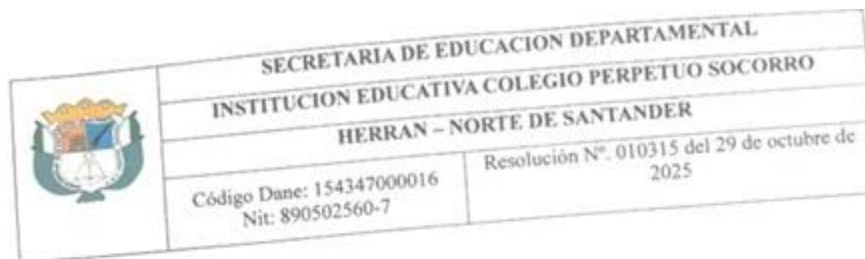 SECRETARIA DE EDUCACION DEPARTAMENTAL
INSTITUCION EDUCATIVA COLEGIO PERPETUO SOCORRO
HERRAN – NORTE DE SANTANDER
Código Dane: 154347000016
Nit: 890502560-7
Resolución Nº. 010315 del 29 de octubre de
2025